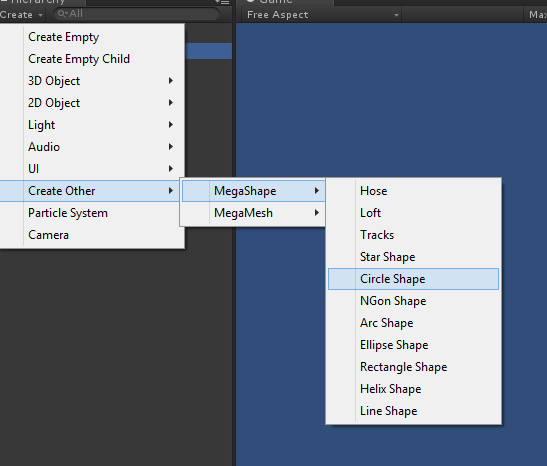 Hierarchy
Game
Create
All
Free Aspect
Create Empty
Create Empty Child
3D Object
2D Object
Light
Audio
UI
Create Other
Particle System
Camera
MegaShape
MegaMesh
Hose
Loft
Tracks
Star Shape
Circle Shape
NGon Shape
Arc Shape
Ellipse Shape
Rectangle Shape
Helix Shape
Line Shape